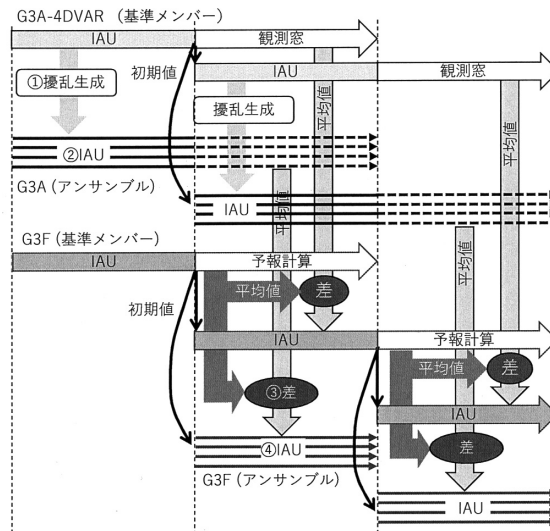 G3A-4DVAR (基準メンバー)
IAU
観測窓
初期値
IAU
観測窓
①擾乱生成
擾乱生成
平均値
平均値
②IAU
G3A (アンサンブル)
平均値
IAU
G3F (基準メンバー)
平均値
IAU
予報計算
平均値
差
初期値
IAU
予報計算
平均値
差
③差
IAU
④IAU
差
G3F (アンサンブル)
IAU